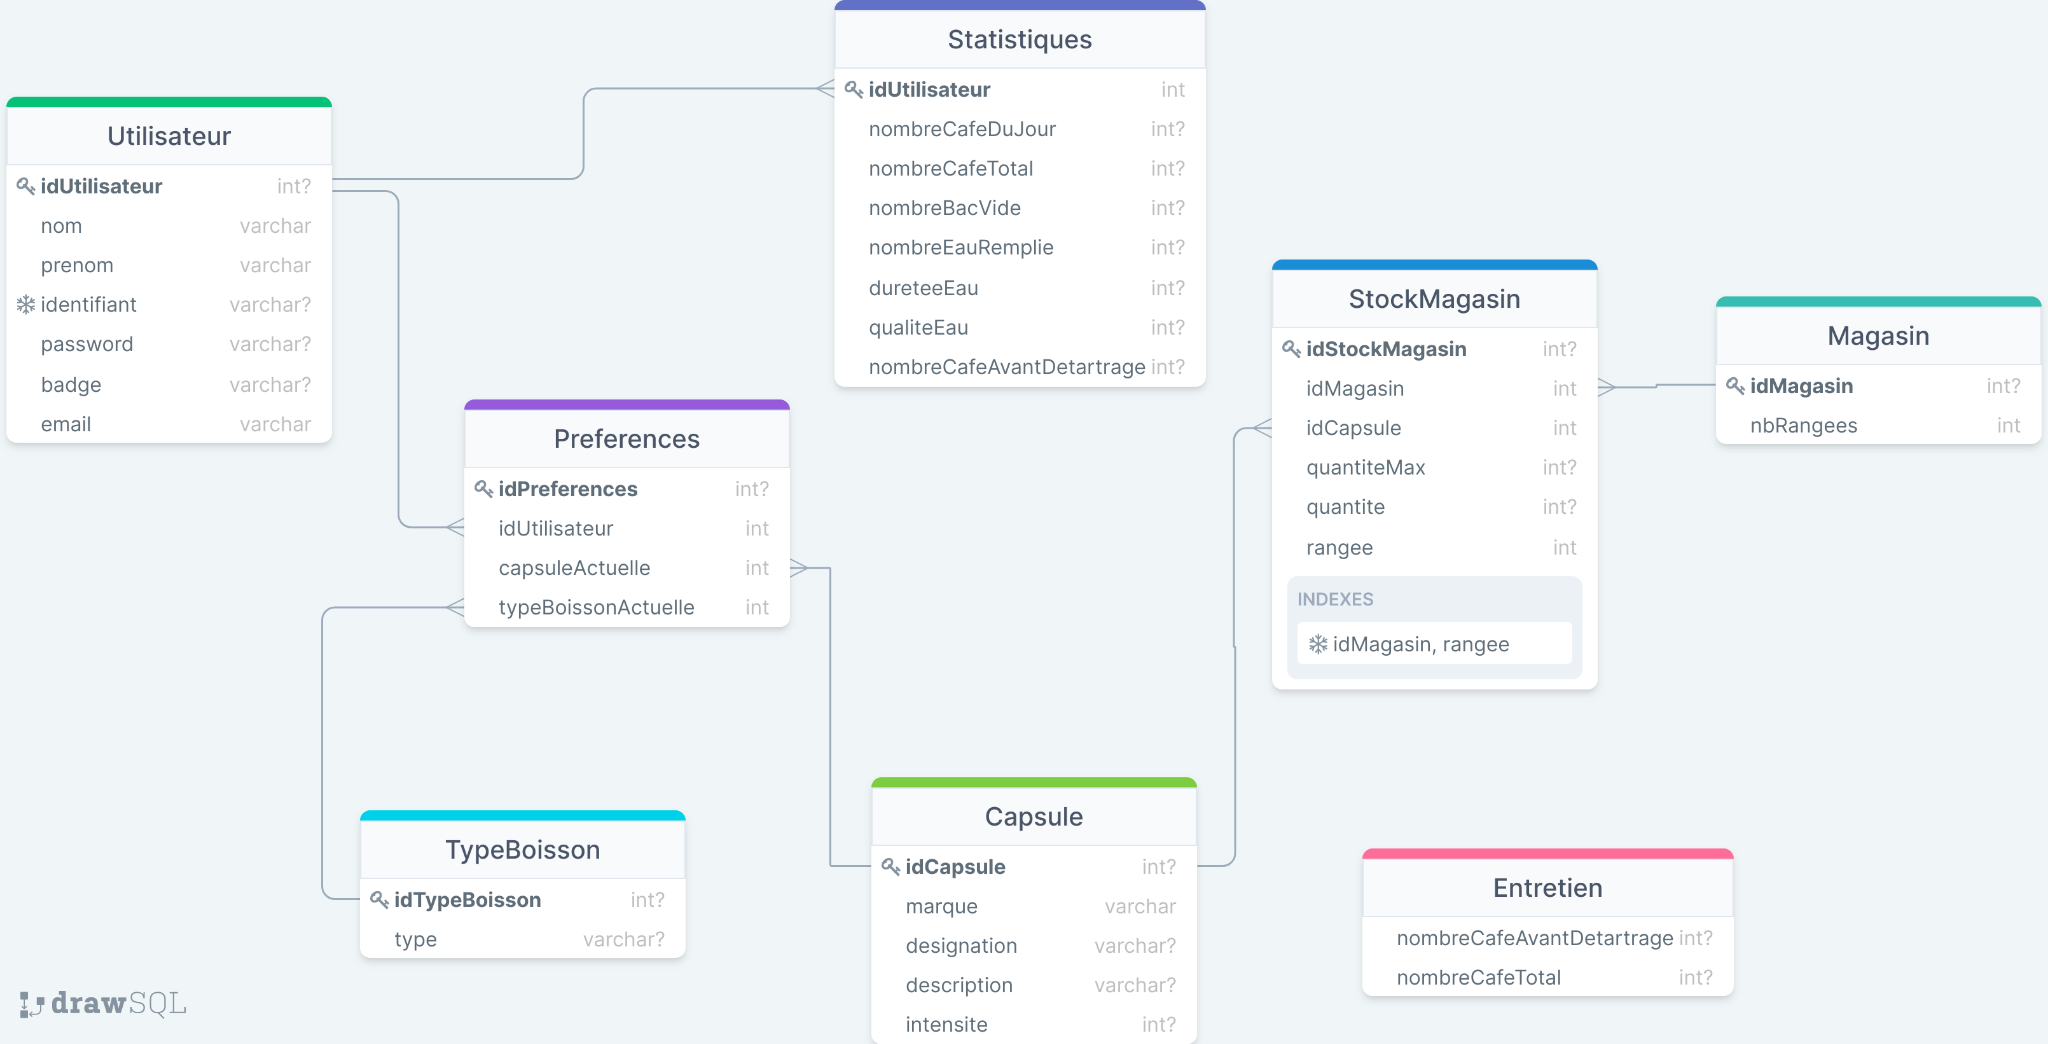 Utilisateur
idUtilisateur int?
nom varchar
prenom varchar
identifiant varchar?
password varchar?
badge varchar?
email varchar
Statistiques
idUtilisateur int
nombreCafeDuJour int?
nombreCafeTotal int?
nombreBacVide int?
nombreEauRemplie int?
dureteeEau int?
qualiteEau int?
nombreCafeAvantDetartrage int?
Preferences
idPreferences int?
idUtilisateur int
capsuleActuelle int
typeBoissonActuelle int
StockMagasin
idStockMagasin int?
idMagasin int
idCapsule int
quantiteMax int?
quantite int?
rangee int
INDEXES
idMagasin, rangee
Magasin
idMagasin int?
nbRangees int
TypeBoisson
idTypeBoisson int?
type varchar?
Capsule
idCapsule int?
marque varchar
designation varchar?
description varchar?
intensite int?
Entretien
nombreCafeAvantDetartrage int?
nombreCafeTotal int?
drawSQL